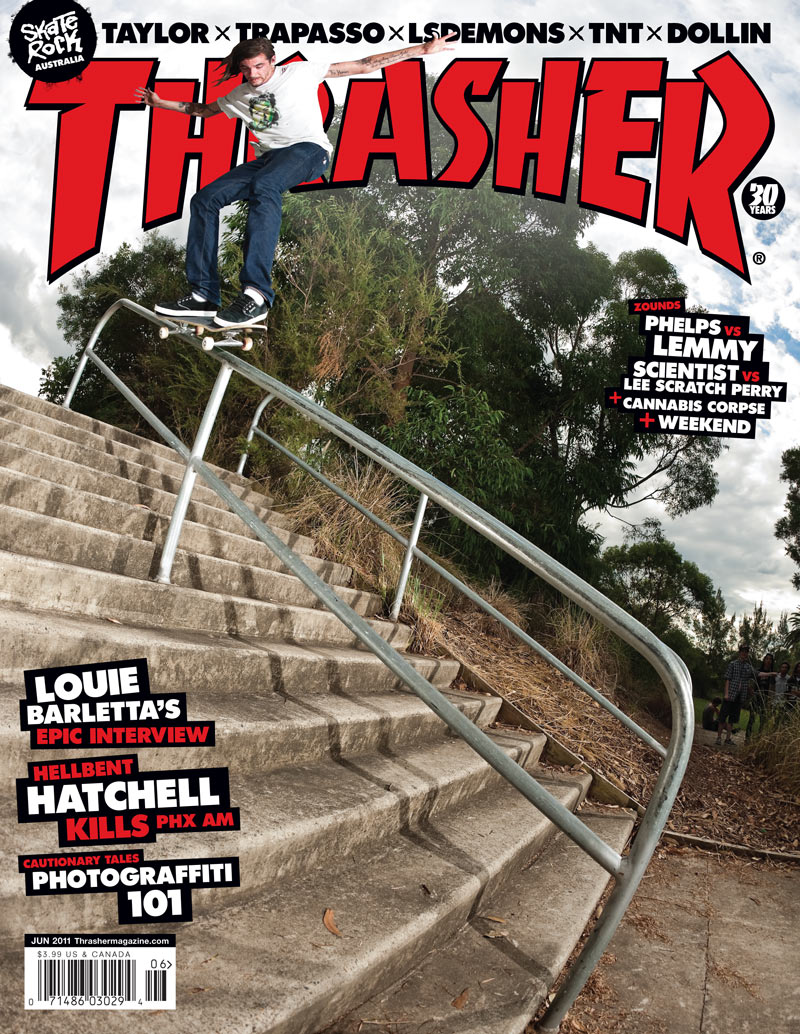 SKATE
ROCK
AUSTRALIA
TAYLOR×TRAPASSO×LSDEMONS×TNT×DOLLIN
THRASHER
30
YEARS
®
ZOUNDS
PHELPS VS
LEMMY
SCIENTIST VS
LEE SCRATCH PERRY
+ CANNABIS CORPSE
+ WEEKEND
LOUIE
BARLETTA'S
EPIC INTERVIEW
HELLBENT
HATCHELL
KILLS PHX AM
CAUTIONARY TALES
PHOTOGRAFFITI
101
JUN 2011 Thrashermagazine.com
$3.99 US & CANADA
06>
0 71486 03029 4